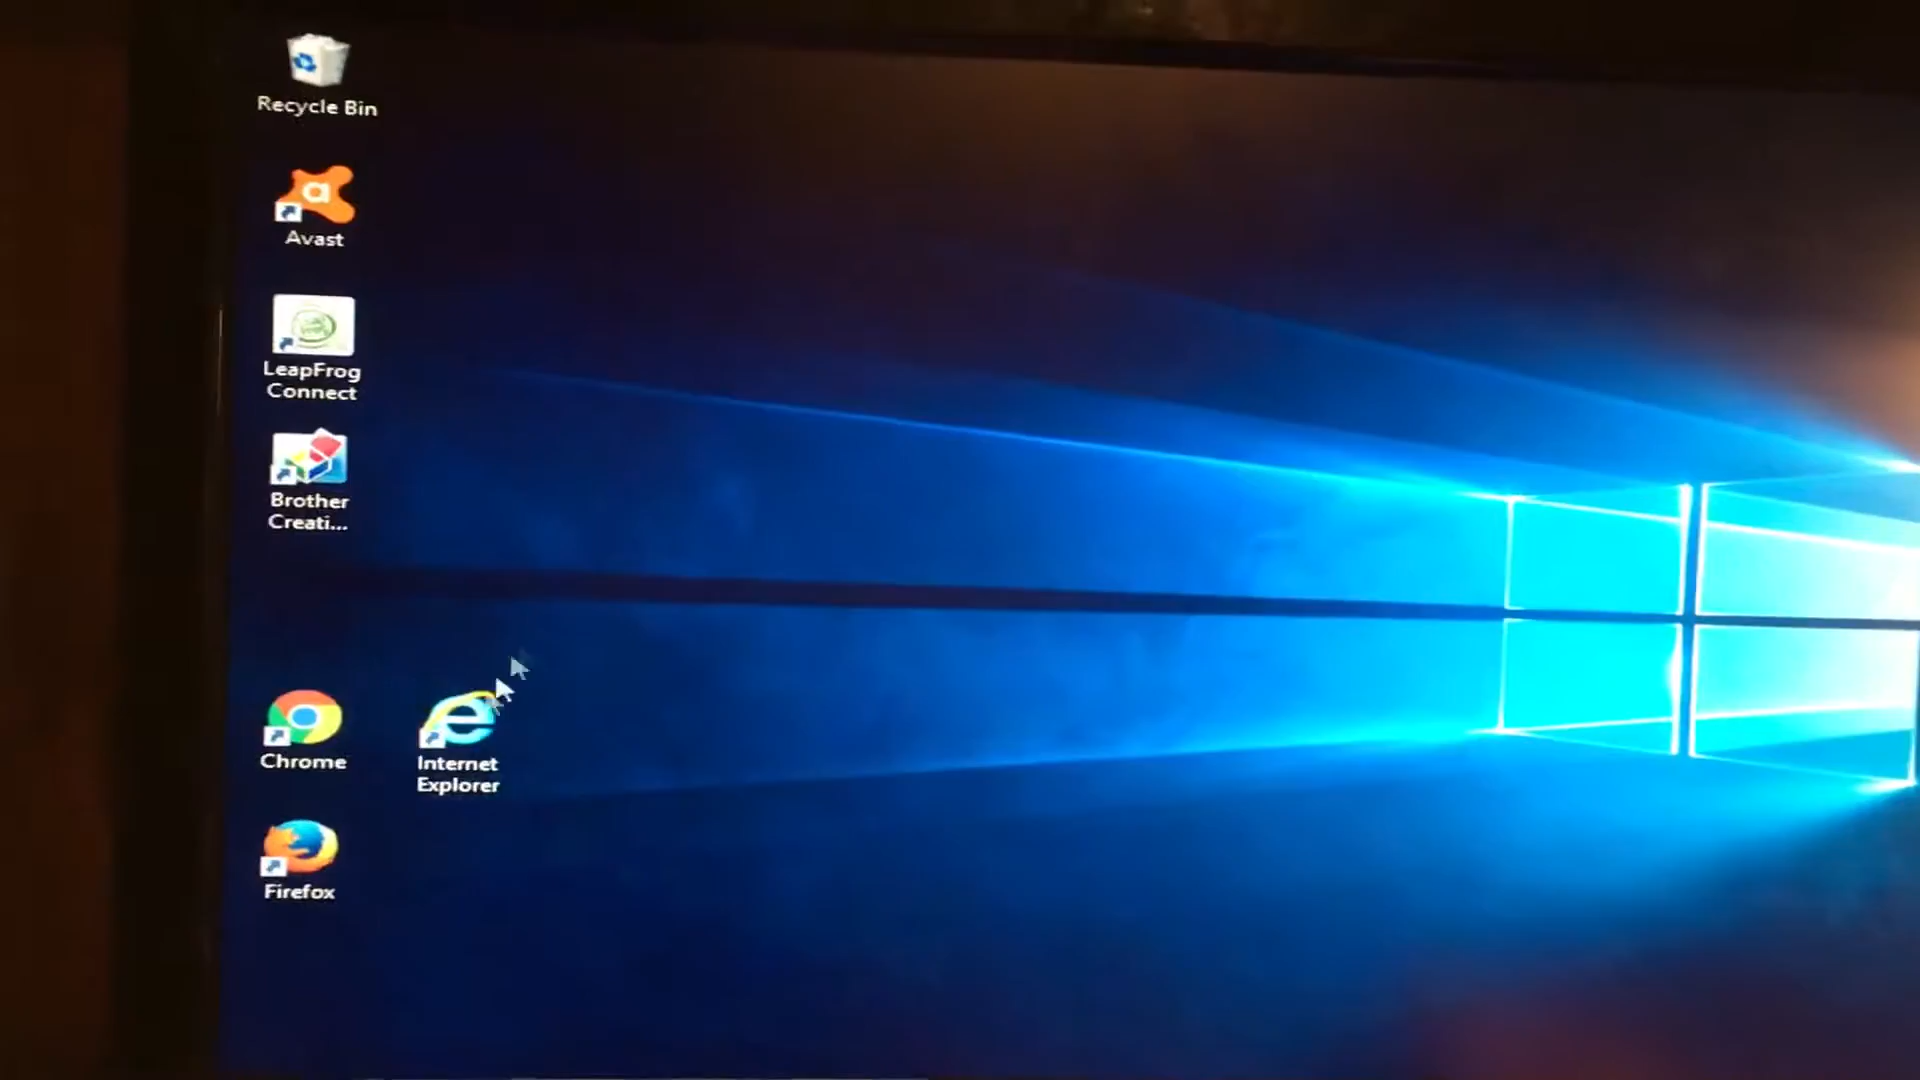 Recycle Bin
a
Avast
LeapFrog
Connect
Brother
Creati...
Chrome
Internet
Explorer
Firefox